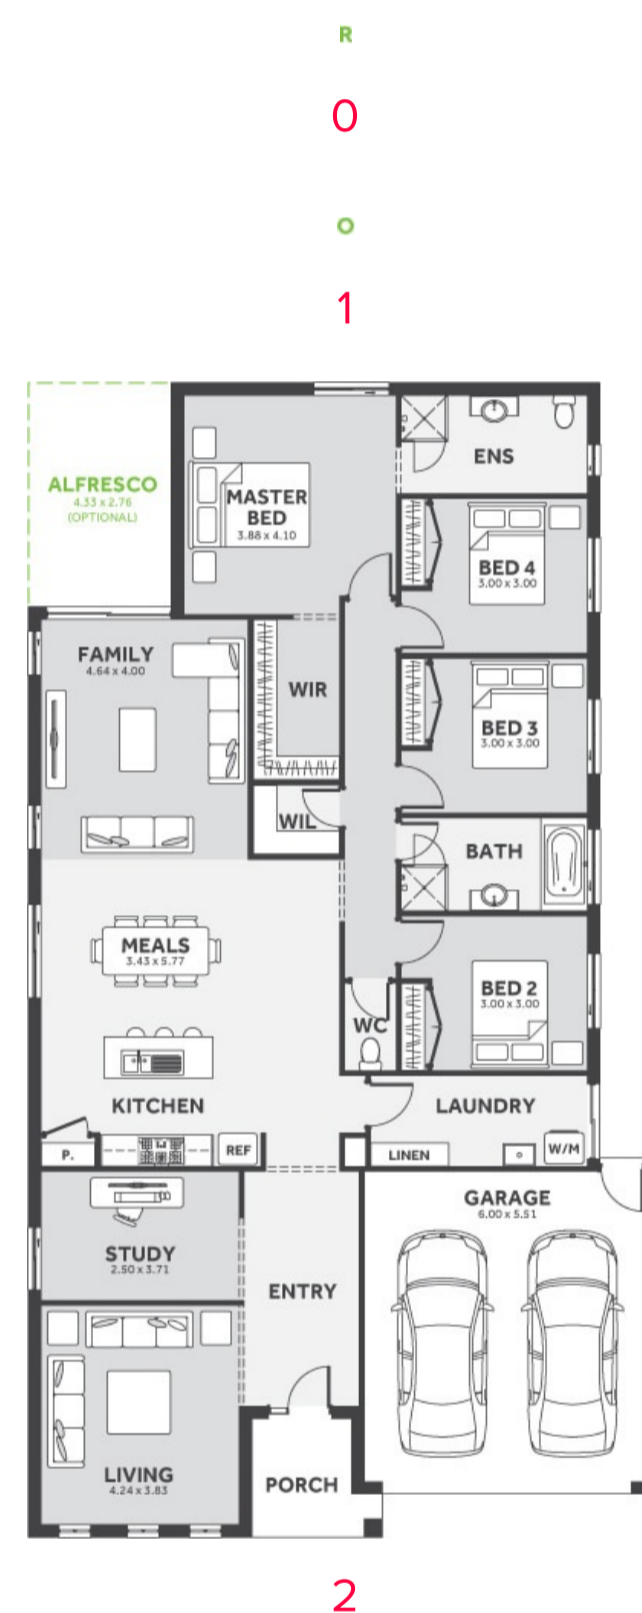 R
0
O
1
ENS
ALFRESCO
4.33 x 2.76
(OPTIONAL)
MASTER
BED
3.88 x 4.10
BED 4
3.00 x 3.00
FAMILY
4.64 x 4.00
WIR
BED 3
3.00 x 3.00
WIL
BATH
MEALS
3.43 x 5.77
BED 2
3.00 x 3.00
WC
KITCHEN
LAUNDRY
P.
REF
LINEN
W/M
GARAGE
6.00 x 5.51
STUDY
2.50 x 3.71
ENTRY
LIVING
4.24 x 3.83
PORCH
2